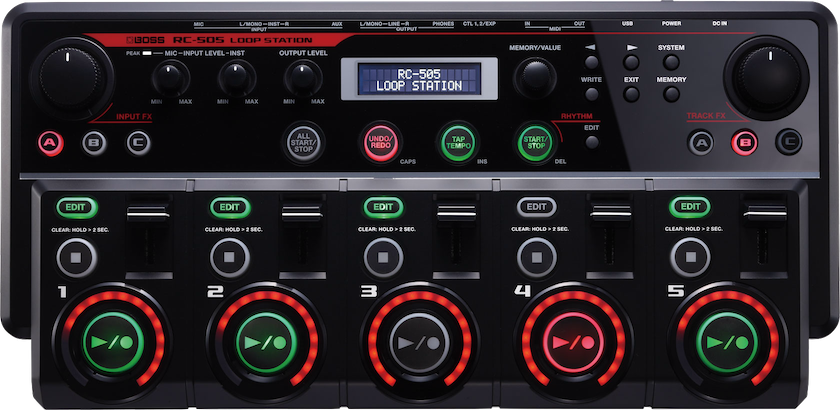 MIC L/MONO–INST–R AUX L/MONO–LINE–R PHONES CTL 1, 2/EXP IN OUT USB POWER DC IN
INPUT OUTPUT MIDI
BOSS RC-505 LOOP STATION
PEAK MIC–INPUT LEVEL–INST OUTPUT LEVEL MEMORY/VALUE SYSTEM
RC-505
LOOP STATION
WRITE EXIT MEMORY
MIN MAX MIN MAX MIN MAX
INPUT FX RHYTHM TRACK FX
EDIT
A B C
ALL
START/
STOP
UNDO/
REDO
CAPS
TAP
TEMPO
INS
START/
STOP
DEL
A B C
EDIT EDIT EDIT EDIT EDIT
CLEAR: HOLD > 2 SEC. CLEAR: HOLD > 2 SEC. CLEAR: HOLD > 2 SEC. CLEAR: HOLD > 2 SEC. CLEAR: HOLD > 2 SEC.
1 2 3 4 5